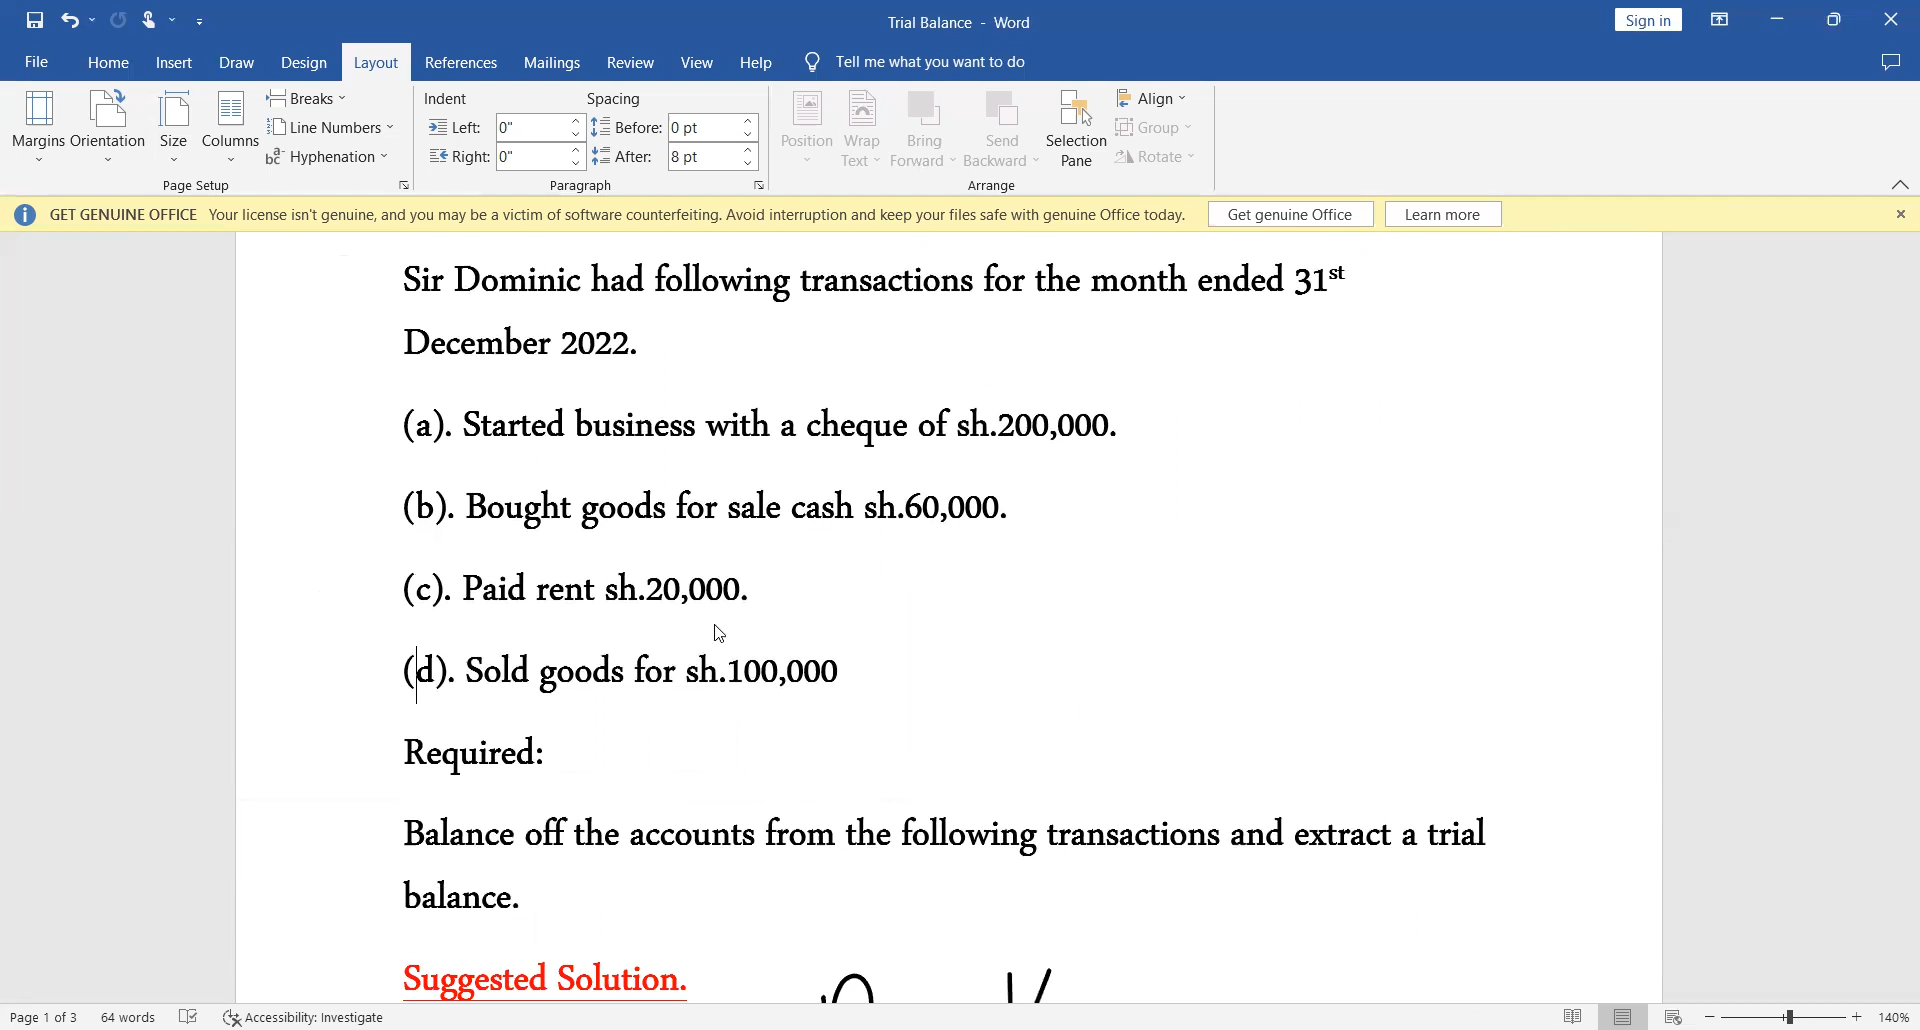 Trial Balance - Word
Sign in
File Home Insert Draw Design Layout References Mailings Review View Help Tell me what you want to do
Margins Orientation Size Columns
Breaks
Line Numbers
Hyphenation
Page Setup
Indent
Left: 0"
Right: 0"
Spacing
Before: 0 pt
After: 8 pt
Paragraph
Position
Wrap Text
Bring Forward
Send Backward
Selection Pane
Align
Group
Rotate
Arrange
GET GENUINE OFFICE Your license isn't genuine, and you may be a victim of software counterfeiting. Avoid interruption and keep your files safe with genuine Office today. Get genuine Office Learn more
Sir Dominic had following transactions for the month ended 31st
December 2022.
(a). Started business with a cheque of sh.200,000.
(b). Bought goods for sale cash sh.60,000.
(c). Paid rent sh.20,000.
(d). Sold goods for sh.100,000
Required:
Balance off the accounts from the following transactions and extract a trial
balance.
Suggested Solution.
Page 1 of 3 64 words Accessibility: Investigate 140%